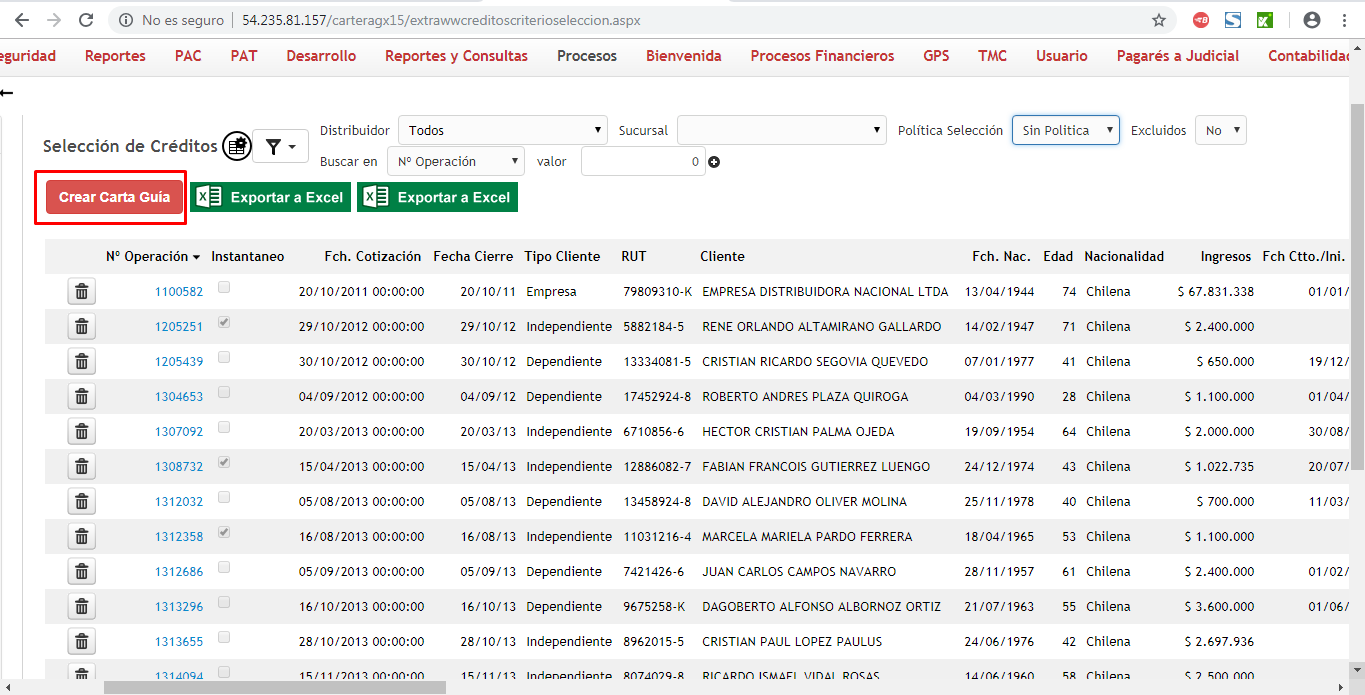 No es seguro | 54.235.81.157/carteragx15/extrawwcreditoscriterioseleccion.aspx
eguridad Reportes PAC PAT Desarrollo Reportes y Consultas Procesos Bienvenida Procesos Financieros GPS TMC Usuario Pagarés a Judicial Contabilidad
Selección de Créditos Distribuidor Todos Sucursal Política Selección Sin Politica Excluidos No
Buscar en Nº Operación valor 0
Crear Carta Guía Exportar a Excel Exportar a Excel
Nº Operación Instantaneo Fch. Cotización Fecha Cierre Tipo Cliente RUT Cliente Fch. Nac. Edad Nacionalidad Ingresos Fch Ctto./Ini.
1100582 20/10/2011 00:00:00 20/10/11 Empresa 79809310-K EMPRESA DISTRIBUIDORA NACIONAL LTDA 13/04/1944 74 Chilena $ 67.831.338 01/01/
1205251 29/10/2012 00:00:00 29/10/12 Independiente 5882184-5 RENE ORLANDO ALTAMIRANO GALLARDO 14/02/1947 71 Chilena $ 2.400.000
1205439 30/10/2012 00:00:00 30/10/12 Dependiente 13334081-5 CRISTIAN RICARDO SEGOVIA QUEVEDO 07/01/1977 41 Chilena $ 650.000 19/12/
1304653 04/09/2012 00:00:00 04/09/12 Dependiente 17452924-8 ROBERTO ANDRES PLAZA QUIROGA 04/03/1990 28 Chilena $ 1.100.000 01/04/
1307092 20/03/2013 00:00:00 20/03/13 Independiente 6710856-6 HECTOR CRISTIAN PALMA OJEDA 19/09/1954 64 Chilena $ 2.000.000 30/08/
1308732 15/04/2013 00:00:00 15/04/13 Independiente 12886082-7 FABIAN FRANCOIS GUTIERREZ LUENGO 24/12/1974 43 Chilena $ 1.022.735 20/07/
1312032 05/08/2013 00:00:00 05/08/13 Dependiente 13458924-8 DAVID ALEJANDRO OLIVER MOLINA 25/11/1978 40 Chilena $ 700.000 11/03/
1312358 16/08/2013 00:00:00 16/08/13 Independiente 11031216-4 MARCELA MARIELA PARDO FERRERA 18/04/1965 53 Chilena $ 1.100.000
1312686 05/09/2013 00:00:00 05/09/13 Dependiente 7421426-6 JUAN CARLOS CAMPOS NAVARRO 28/11/1957 61 Chilena $ 2.400.000 01/02/
1313296 16/10/2013 00:00:00 16/10/13 Dependiente 9675258-K DAGOBERTO ALFONSO ALBORNOZ ORTIZ 21/07/1963 55 Chilena $ 3.600.000 01/06/
1313655 28/10/2013 00:00:00 28/10/13 Independiente 8962015-5 CRISTIAN PAUL LOPEZ PAULUS 24/06/1976 42 Chilena $ 2.697.936
1314094 15/11/2013 00:00:00 15/11/13 Independiente 8074029-8 RICARDO ISMAEL VIDAL ROSAS 14/06/1960 58 Chilena $ 2.500.000